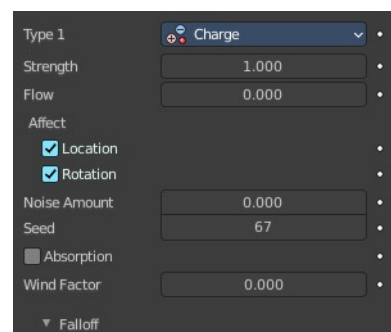 Type 1 Charge
Strength 1.000
Flow 0.000
Affect
Location
Rotation
Noise Amount 0.000
Seed 67
Absorption
Wind Factor 0.000
Falloff